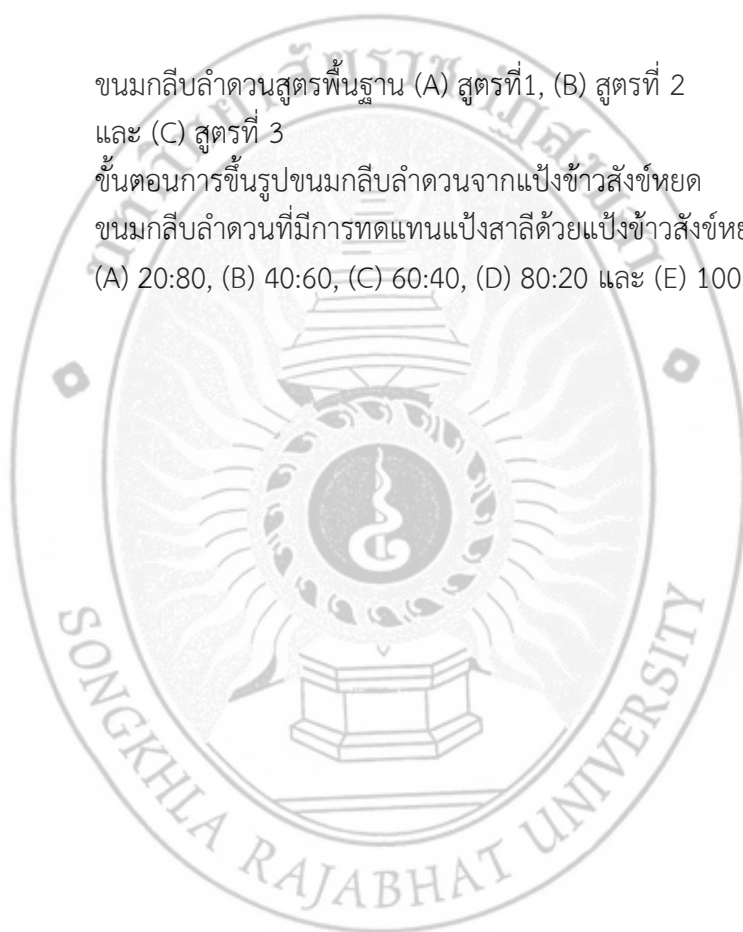 ขนมกลีบลำดวนสูตรพื้นฐาน (A) สูตรที่1, (B) สูตรที่ 2
และ (C) สูตรที่ 3
ขั้นตอนการขึ้นรูปขนมกลีบลำดวนจากแป้งข้าวสังข์หยด
ขนมกลีบลำดวนที่มีการทดแทนแป้งสาลีด้วยแป้งข้าวสังข์หย
(A) 20:80, (B) 40:60, (C) 60:40, (D) 80:20 และ (E) 100
SONGKHLA RAJABHAT UNIVERSITY